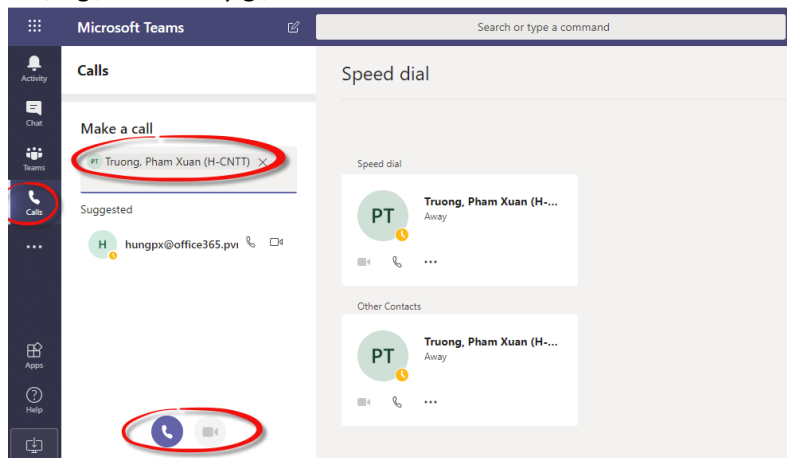 Microsoft Teams
Search or type a command
Activity
Chat
Teams
Calls
Apps
Help
Calls
Make a call
PT Truong, Pham Xuan (H-CNTT) ×
Suggested
H hungpx@office365.pvi
Speed dial
Speed dial
PT
Truong, Pham Xuan (H-...
Away
Other Contacts
PT
Truong, Pham Xuan (H-...
Away